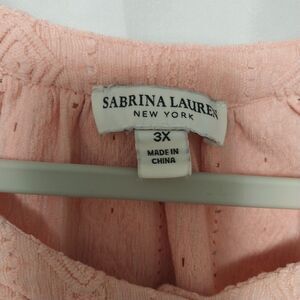 SABRINA LAUREN
NEW YORK
3X
MADE IN
CHINA